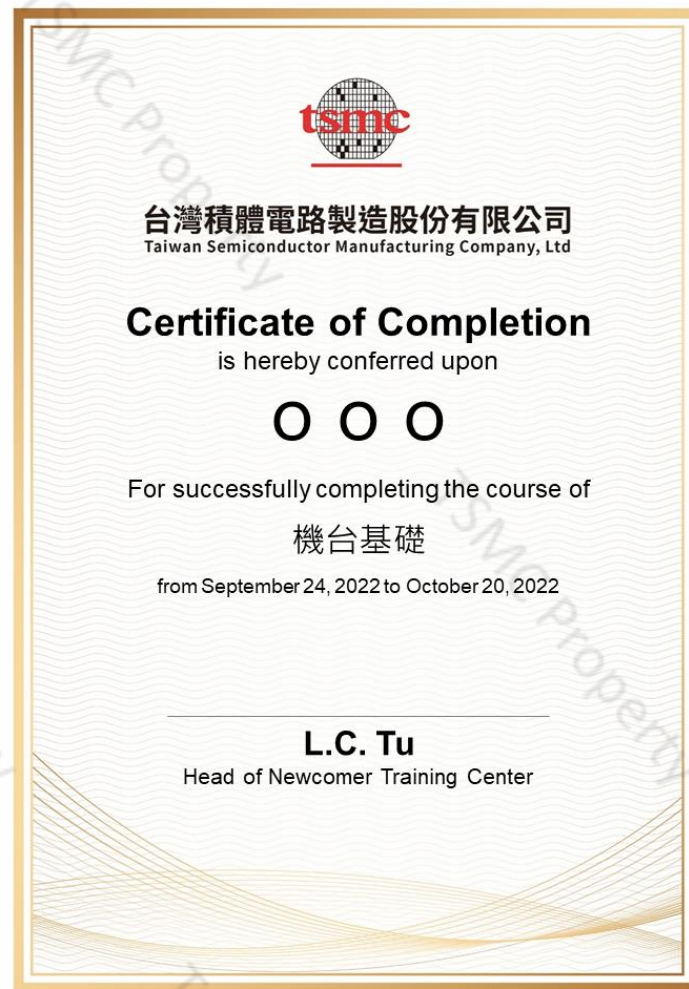 tsmc
台灣積體電路製造股份有限公司
Taiwan Semiconductor Manufacturing Company, Ltd
Certificate of Completion
is hereby conferred upon
O O O
For successfully completing the course of
機台基礎
from September 24, 2022 to October 20, 2022
L.C. Tu
Head of Newcomer Training Center
TSMC Property
TSMC Property